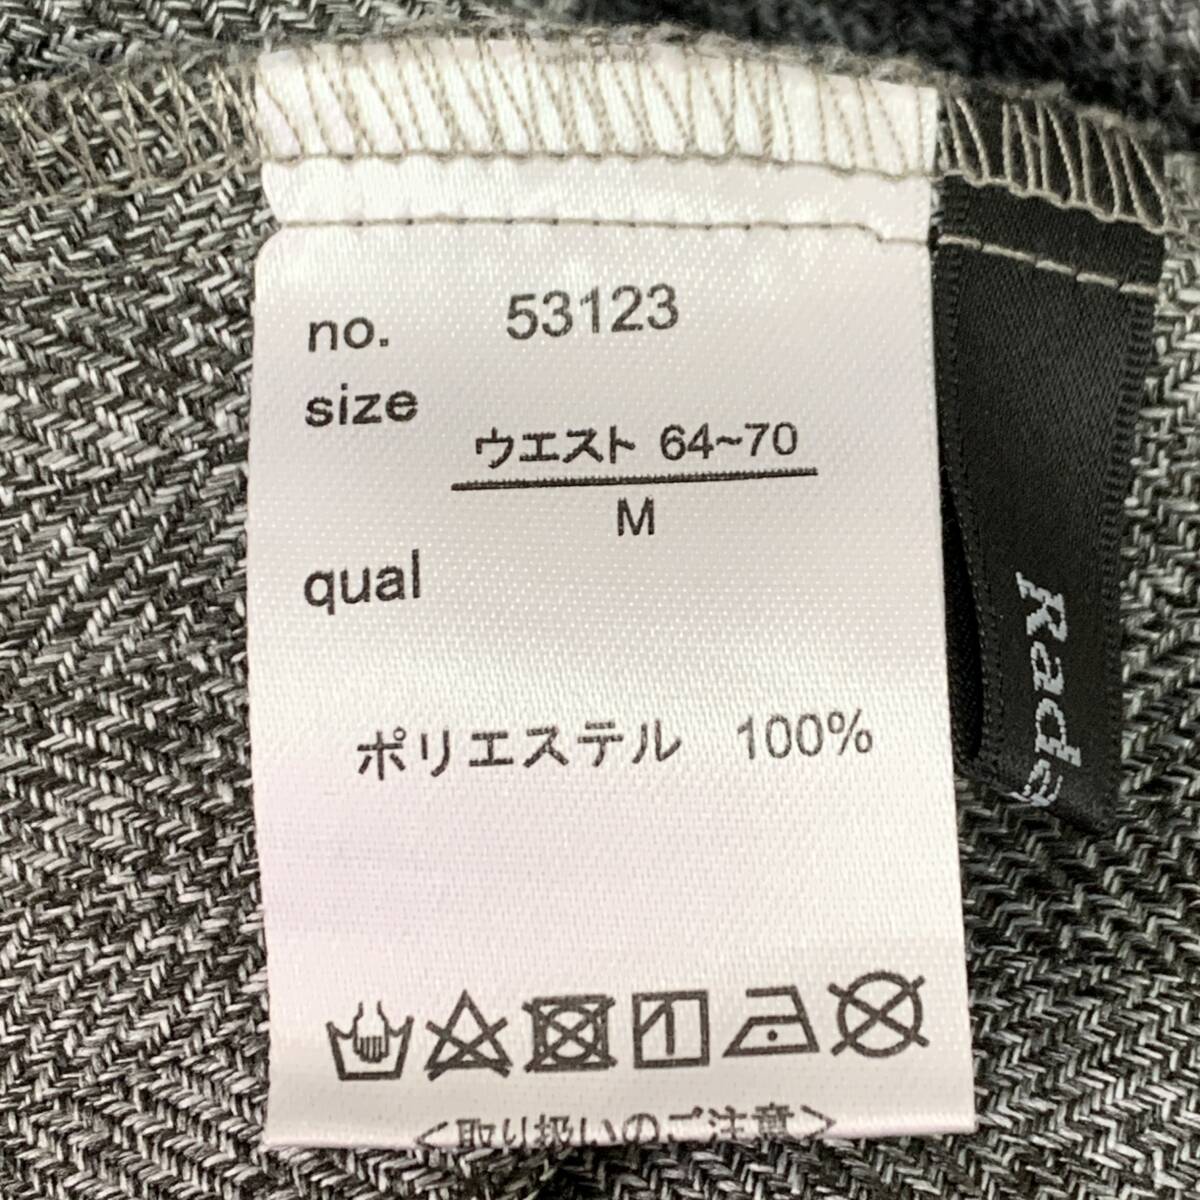 no. 53123
size
ウエスト 64~70
M
qual
ポリエステル 100%
<取り扱いのご注意>
Rade